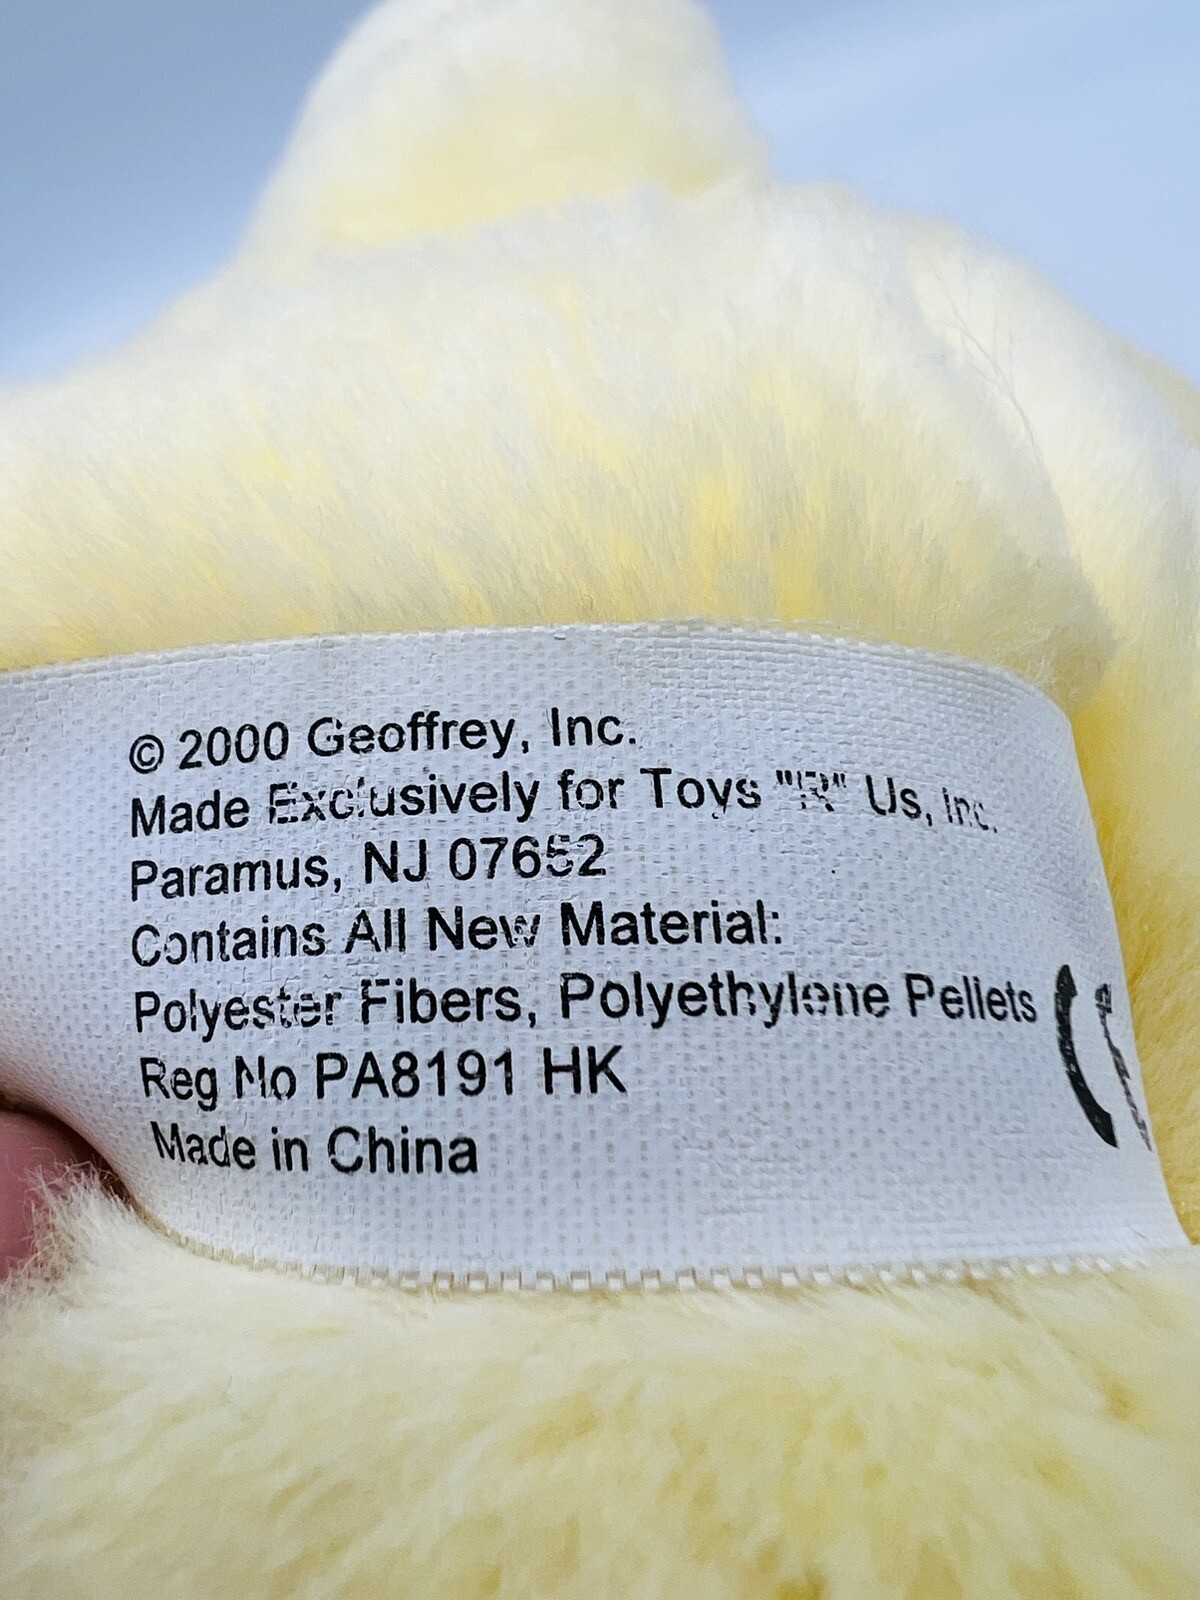 © 2000 Geoffrey, Inc.
Made Exclusively for Toys "R" Us, Inc.
Paramus, NJ 07652
Contains All New Material:
Polyester Fibers, Polyethylene Pellets
Reg No PA8191 HK
Made in China
CE